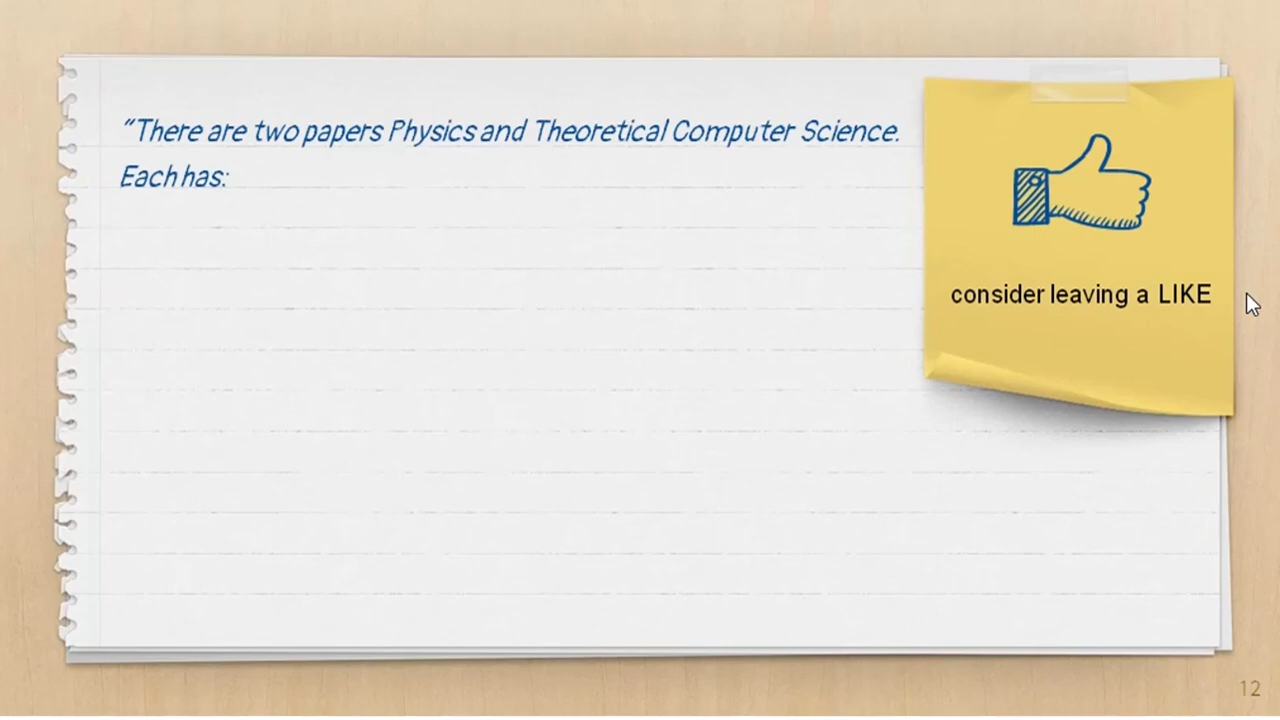 “There are two papers Physics and Theoretical Computer Science.
Each has:
consider leaving a LIKE
12